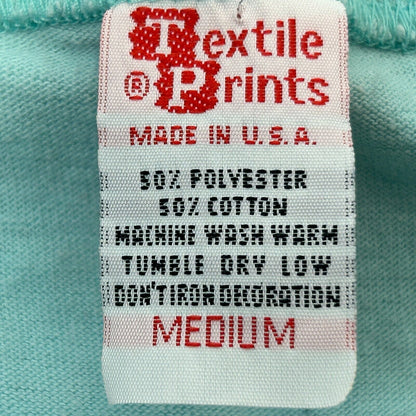 Textile
® Prints
MADE IN U.S.A.
50% POLYESTER
50% COTTON
MACHINE WASH WARM
TUMBLE DRY LOW
DON'T IRON DECORATION
MEDIUM